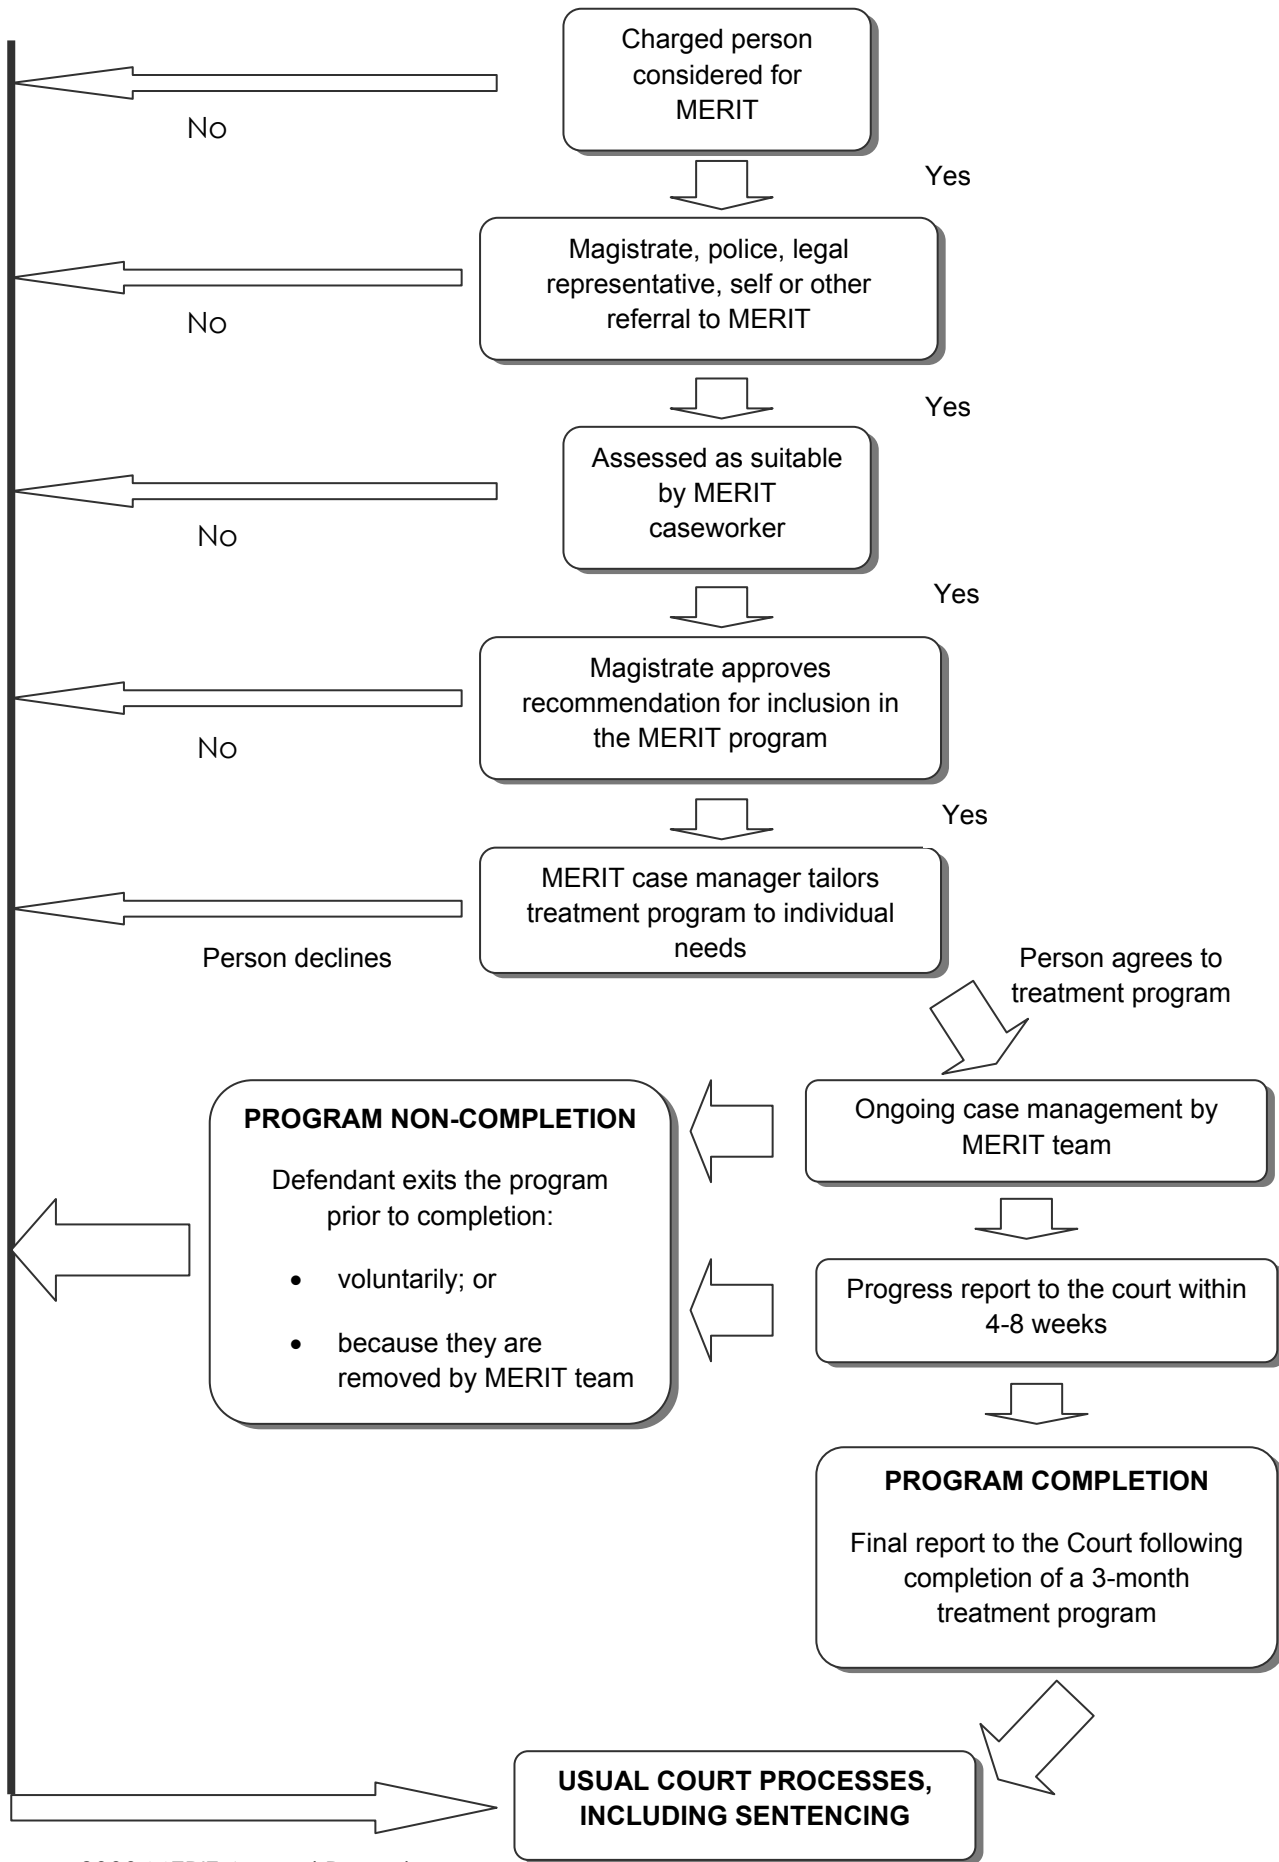 Charged person
considered for
MERIT
No
Yes
Magistrate, police, legal
representative, self or other
referral to MERIT
No
Yes
Assessed as suitable
by MERIT
caseworker
No
Yes
Magistrate approves
recommendation for inclusion in
the MERIT program
No
Yes
MERIT case manager tailors
treatment program to individual
needs
Person declines
Person agrees to
treatment program
Ongoing case management by
MERIT team
PROGRAM NON-COMPLETION
Defendant exits the program
prior to completion:
• voluntarily; or
• because they are
removed by MERIT team
Progress report to the court within
4-8 weeks
PROGRAM COMPLETION
Final report to the Court following
completion of a 3-month
treatment program
USUAL COURT PROCESSES,
INCLUDING SENTENCING